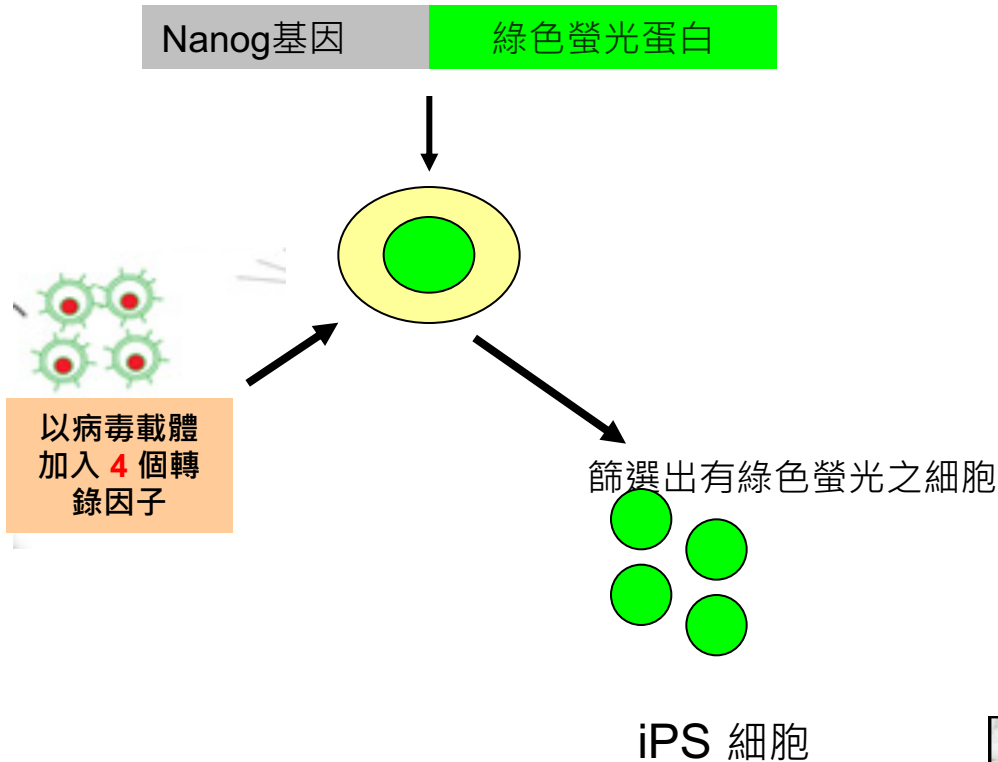 Nanog基因 綠色螢光蛋白
以病毒載體
加入 4 個轉
錄因子
篩選出有綠色螢光之細胞
iPS 細胞